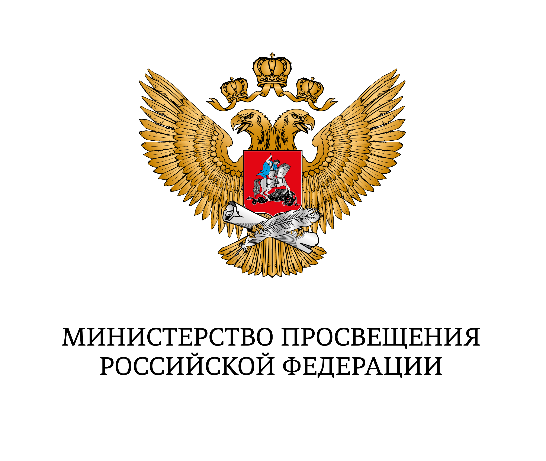 МИНИСТЕРСТВО ПРОСВЕЩЕНИЯ
РОССИЙСКОЙ ФЕДЕРАЦИИ